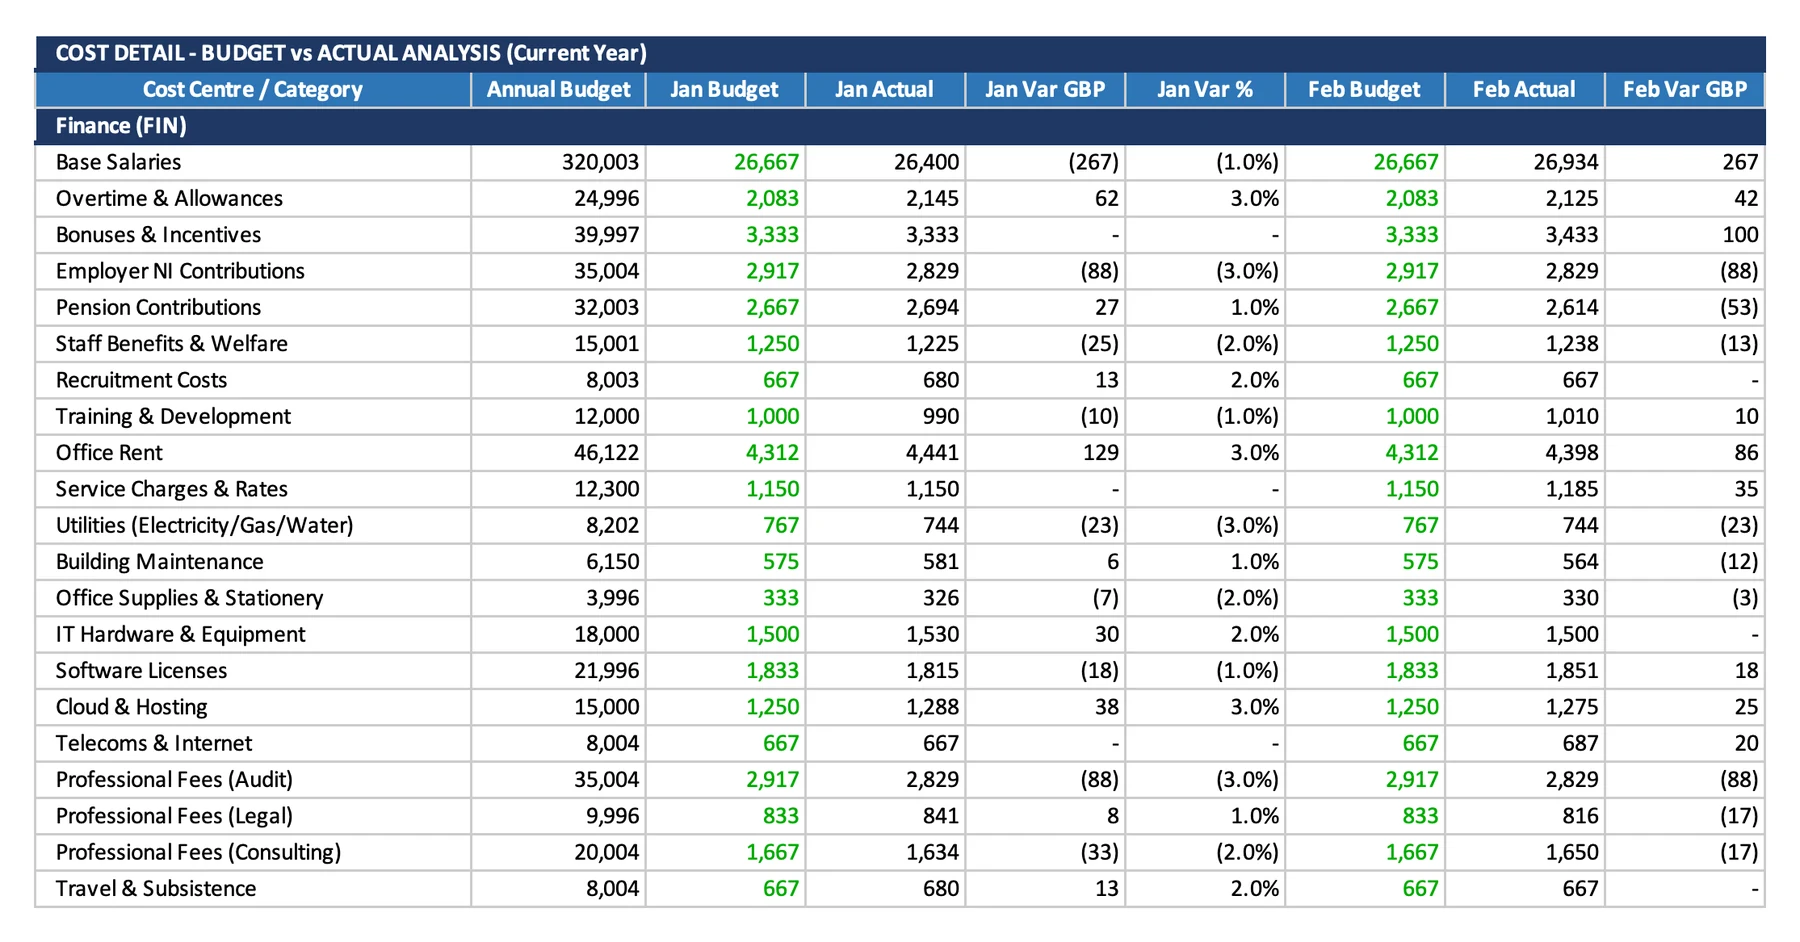 COST DETAIL - BUDGET vs ACTUAL ANALYSIS (Current Year)
Cost Centre / Category Annual Budget Jan Budget Jan Actual Jan Var GBP Jan Var % Feb Budget Feb Actual Feb Var GBP
Finance (FIN)
Base Salaries 320,003 26,667 26,400 (267) (1.0%) 26,667 26,934 267
Overtime & Allowances 24,996 2,083 2,145 62 3.0% 2,083 2,125 42
Bonuses & Incentives 39,997 3,333 3,333 - - 3,333 3,433 100
Employer NI Contributions 35,004 2,917 2,829 (88) (3.0%) 2,917 2,829 (88)
Pension Contributions 32,003 2,667 2,694 27 1.0% 2,667 2,614 (53)
Staff Benefits & Welfare 15,001 1,250 1,225 (25) (2.0%) 1,250 1,238 (13)
Recruitment Costs 8,003 667 680 13 2.0% 667 667 -
Training & Development 12,000 1,000 990 (10) (1.0%) 1,000 1,010 10
Office Rent 46,122 4,312 4,441 129 3.0% 4,312 4,398 86
Service Charges & Rates 12,300 1,150 1,150 - - 1,150 1,185 35
Utilities (Electricity/Gas/Water) 8,202 767 744 (23) (3.0%) 767 744 (23)
Building Maintenance 6,150 575 581 6 1.0% 575 564 (12)
Office Supplies & Stationery 3,996 333 326 (7) (2.0%) 333 330 (3)
IT Hardware & Equipment 18,000 1,500 1,530 30 2.0% 1,500 1,500 -
Software Licenses 21,996 1,833 1,815 (18) (1.0%) 1,833 1,851 18
Cloud & Hosting 15,000 1,250 1,288 38 3.0% 1,250 1,275 25
Telecoms & Internet 8,004 667 667 - - 667 687 20
Professional Fees (Audit) 35,004 2,917 2,829 (88) (3.0%) 2,917 2,829 (88)
Professional Fees (Legal) 9,996 833 841 8 1.0% 833 816 (17)
Professional Fees (Consulting) 20,004 1,667 1,634 (33) (2.0%) 1,667 1,650 (17)
Travel & Subsistence 8,004 667 680 13 2.0% 667 667 -